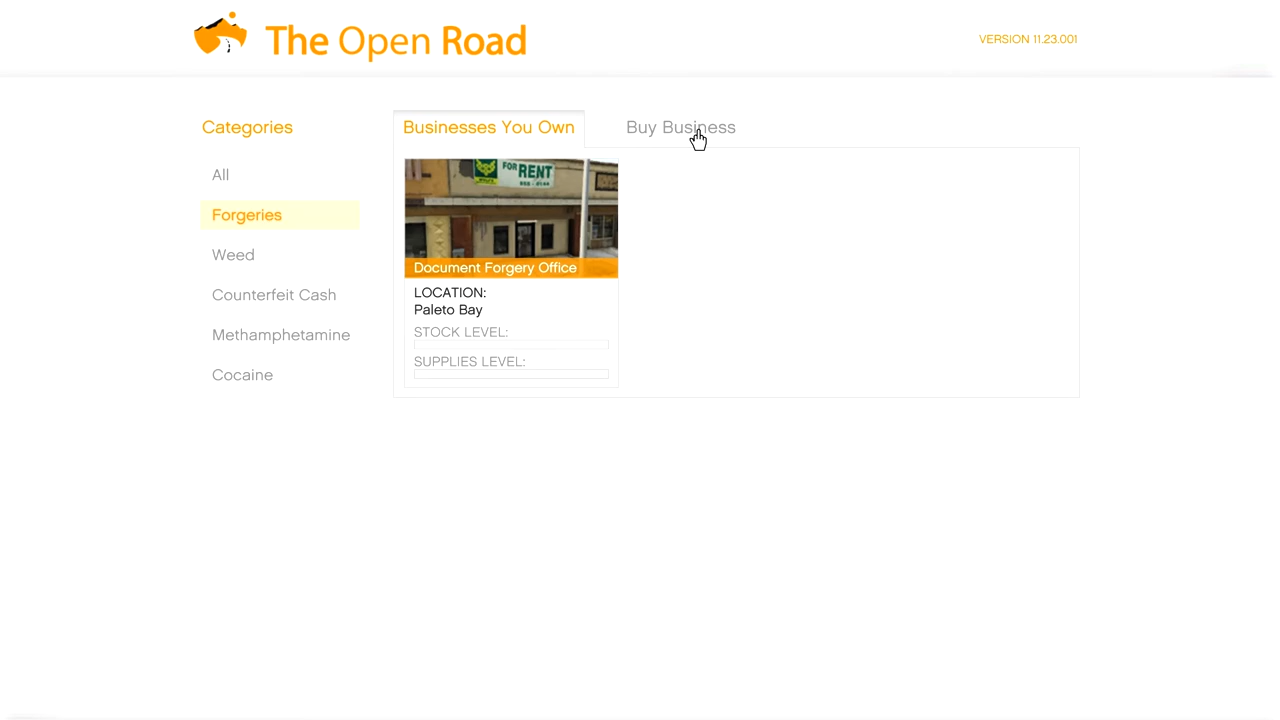 The Open Road
VERSION 11.23.001
Categories
Businesses You Own
Buy Business
All
Forgeries
Weed
Counterfeit Cash
Methamphetamine
Cocaine
FOR RENT
Document Forgery Office
LOCATION:
Paleto Bay
STOCK LEVEL:
SUPPLIES LEVEL: